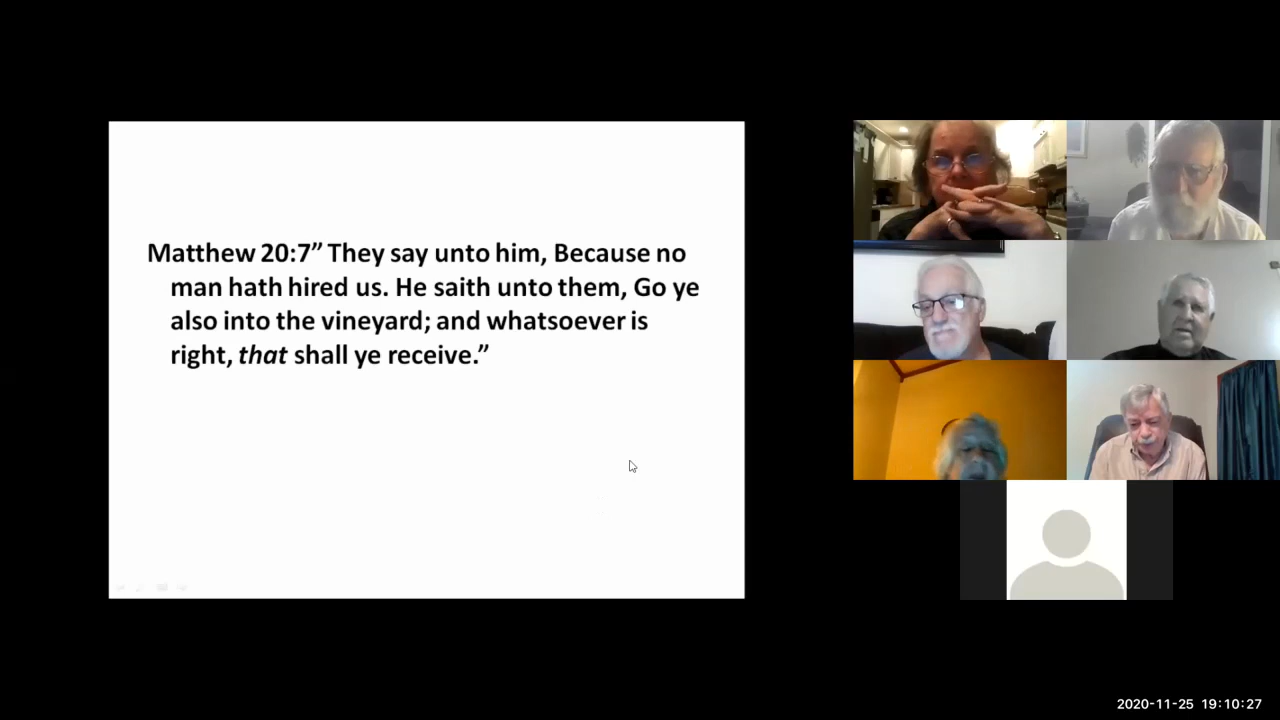 Matthew 20:7” They say unto him, Because no
man hath hired us. He saith unto them, Go ye
also into the vineyard; and whatsoever is
right, that shall ye receive.”
2020-11-25 19:10:27